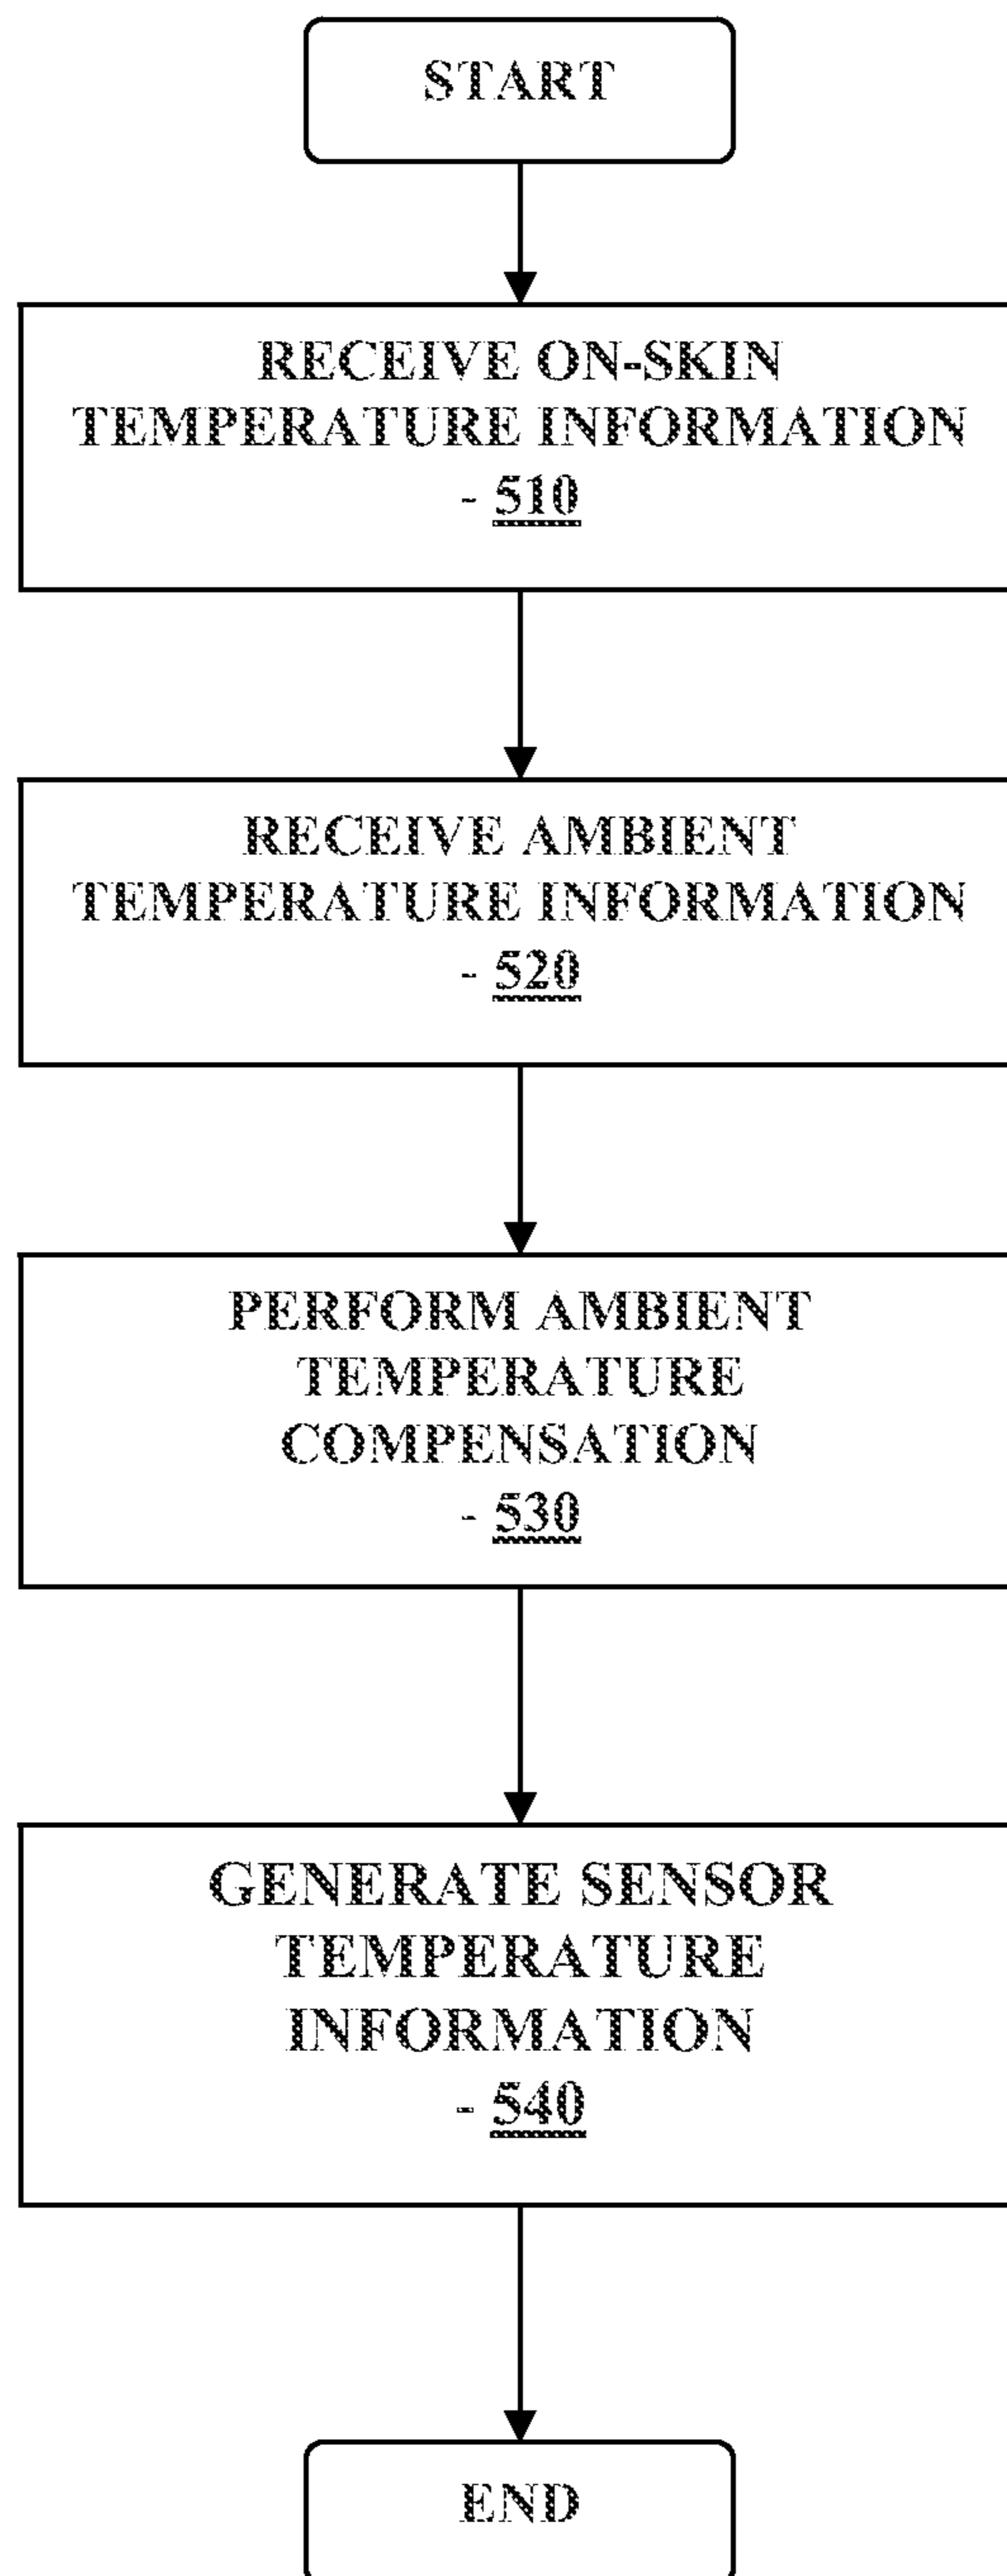 START
RECEIVE ON-SKIN
TEMPERATURE INFORMATION
- 510
RECEIVE AMBIENT
TEMPERATURE INFORMATION
- 520
PERFORM AMBIENT
TEMPERATURE
COMPENSATION
- 530
GENERATE SENSOR
TEMPERATURE
INFORMATION
- 540
END